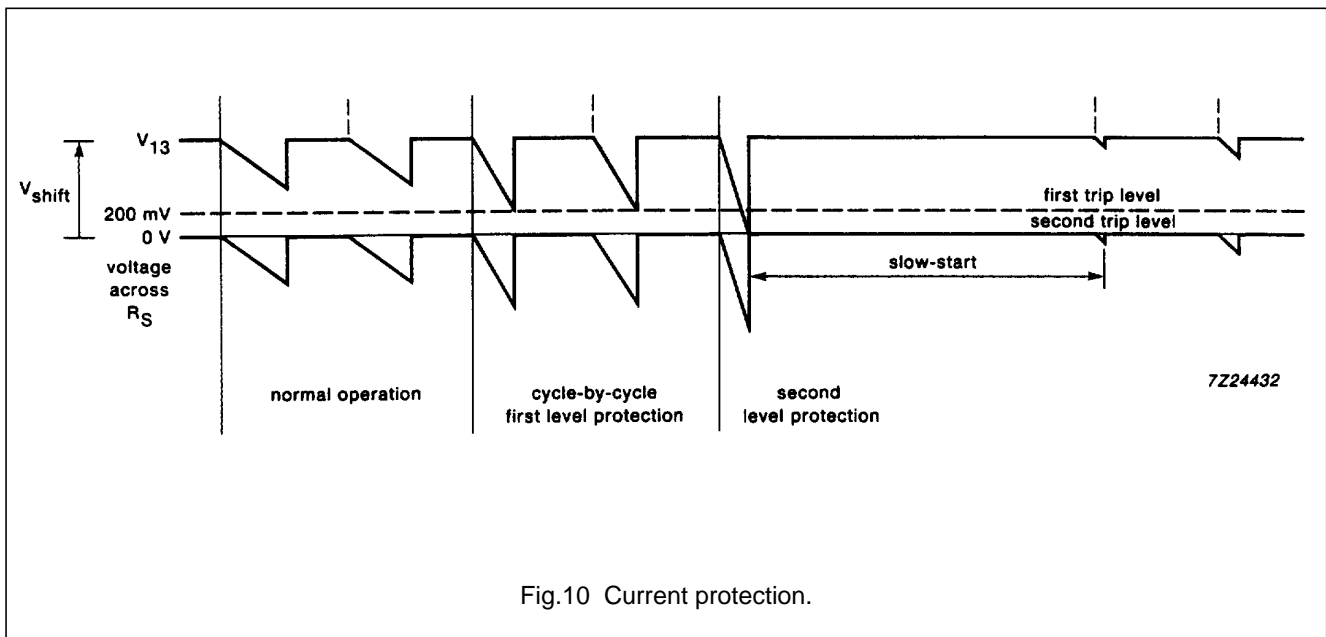 V13
Vshift
200 mV
first trip level
second trip level
0 V
voltage
across
RS
slow-start
normal operation
cycle-by-cycle
first level protection
second
level protection
7Z24432
Fig.10 Current protection.